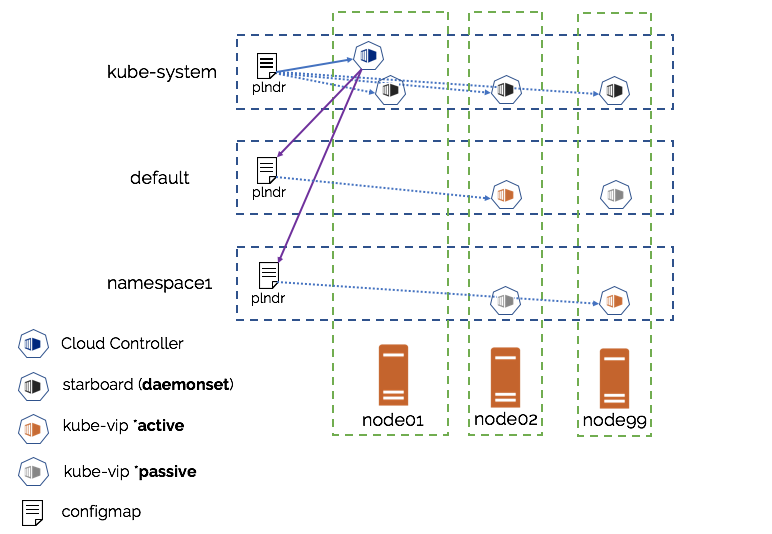 kube-system
plndr
default
plndr
namespace1
plndr
Cloud Controller
starboard (daemonset)
kube-vip *active
kube-vip *passive
configmap
node01
node02
node99